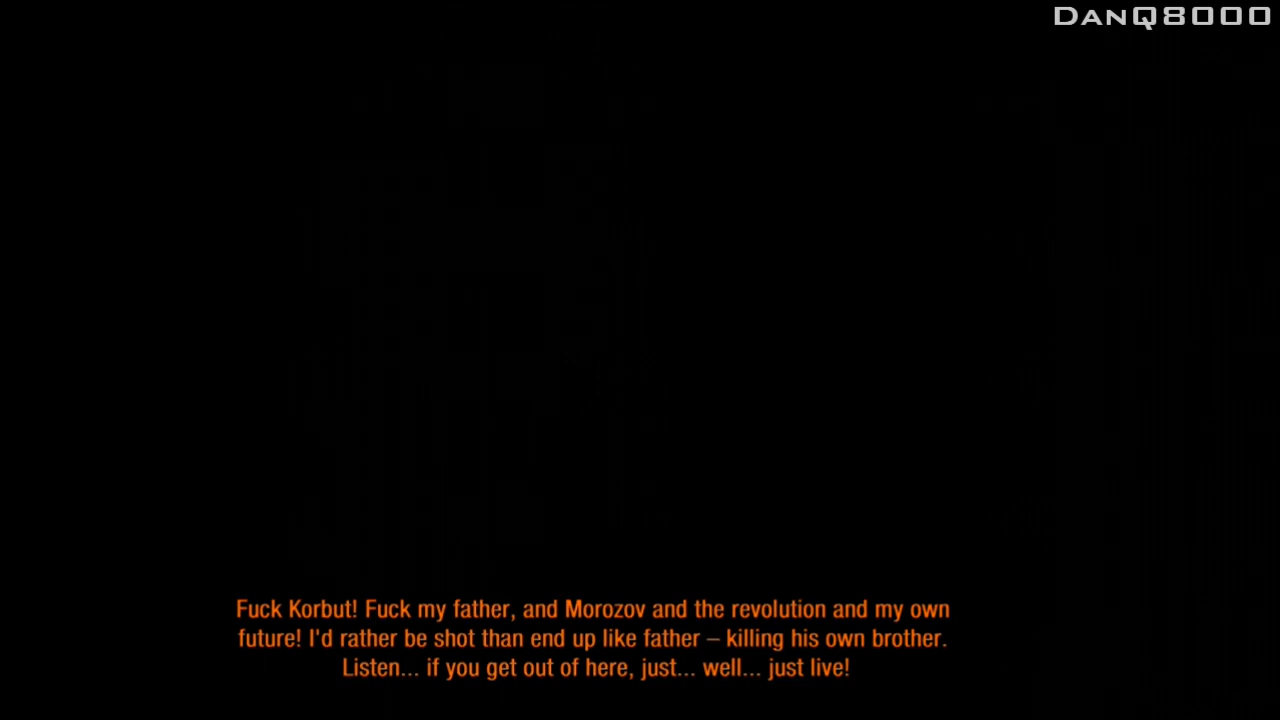 DanQ8000
Fuck Korbut! Fuck my father, and Morozov and the revolution and my own
future! I'd rather be shot than end up like father – killing his own brother.
Listen... if you get out of here, just... well... just live!